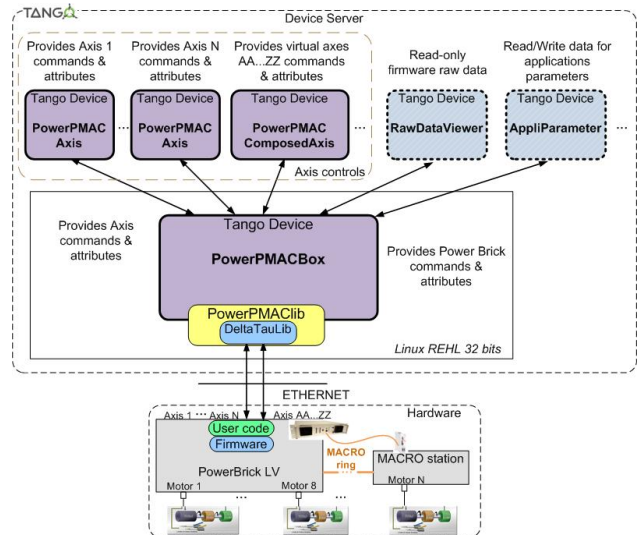 TANGO
Device Server
Provides Axis 1
commands &
attributes
Provides Axis N
commands &
attributes
Provides virtual axes
AA...ZZ commands
& attributes
Read-only
firmware raw data
Read/Write data for
applications
parameters
Tango Device
PowerPMAC
Axis
...
Tango Device
PowerPMAC
Axis
Tango Device
PowerPMAC
ComposedAxis
...
Tango Device
RawDataViewer
Tango Device
AppliParameter
...
Axis controls
Provides Axis
commands &
attributes
Tango Device
PowerPMACBox
Provides Power Brick
commands &
attributes
PowerPMAClib
DeltaTauLib
Linux REHL 32 bits
ETHERNET
Hardware
Axis 1 ... Axis N
Axis AA...ZZ
User code
Firmware
PowerBrick LV
MACRO
ring
...
MACRO station
Motor 1
...
Motor 8
...
Motor N